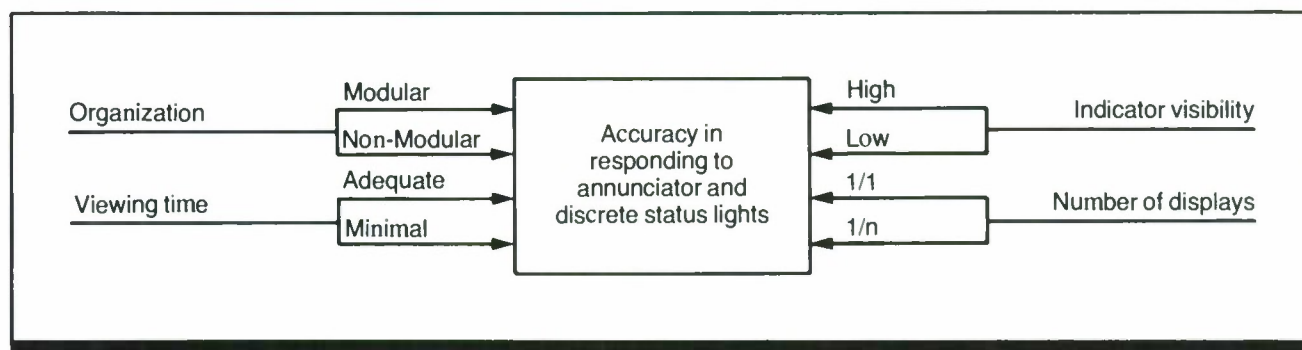 Organization
Modular
Non-Modular
Viewing time
Adequate
Minimal
Accuracy in
responding to
annunciator and
discrete status lights
High
Low
Indicator visibility
1/1
1/n
Number of displays